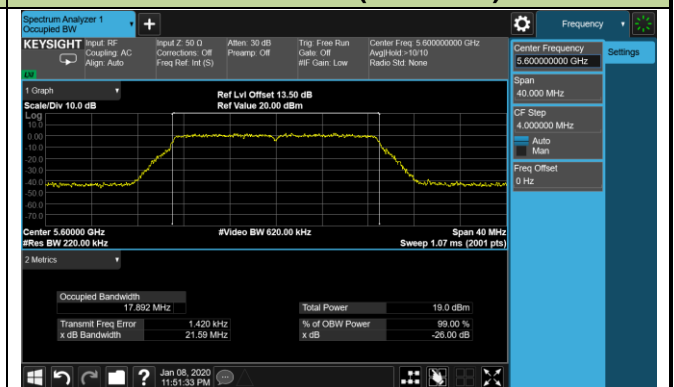 Spectrum Analyzer 1
Occupied BW
Frequency
KEYSIGHT
Input: RF
Coupling: AC
Align: Auto
Input Z: 50 Ω
Corrections: Off
Freq Ref: Int (S)
Atten: 30 dB
Preamp: Off
Trig: Free Run
Gate: Off
#IF Gain: Low
Center Freq: 5.600000000 GHz
Avg|Hold:>10/10
Radio Std: None
LXI
Center Frequency
5.600000000 GHz
Settings
Span
40.000 MHz
CF Step
4.000000 MHz
Auto
Man
Freq Offset
0 Hz
1 Graph
Scale/Div 10.0 dB
Ref Lvl Offset 13.50 dB
Ref Value 20.00 dBm
Log
10.0
0.00
-10.0
-20.0
-30.0
-40.0
-50.0
-60.0
-70.0
Center 5.60000 GHz
#Res BW 220.00 kHz
#Video BW 620.00 kHz
Span 40 MHz
Sweep 1.07 ms (2001 pts)
2 Metrics
Occupied Bandwidth
17.892 MHz
Total Power 19.0 dBm
Transmit Freq Error 1.420 kHz
% of OBW Power 99.00 %
x dB Bandwidth 21.59 MHz
x dB -26.00 dB
?
Jan 08, 2020
11:51:33 PM